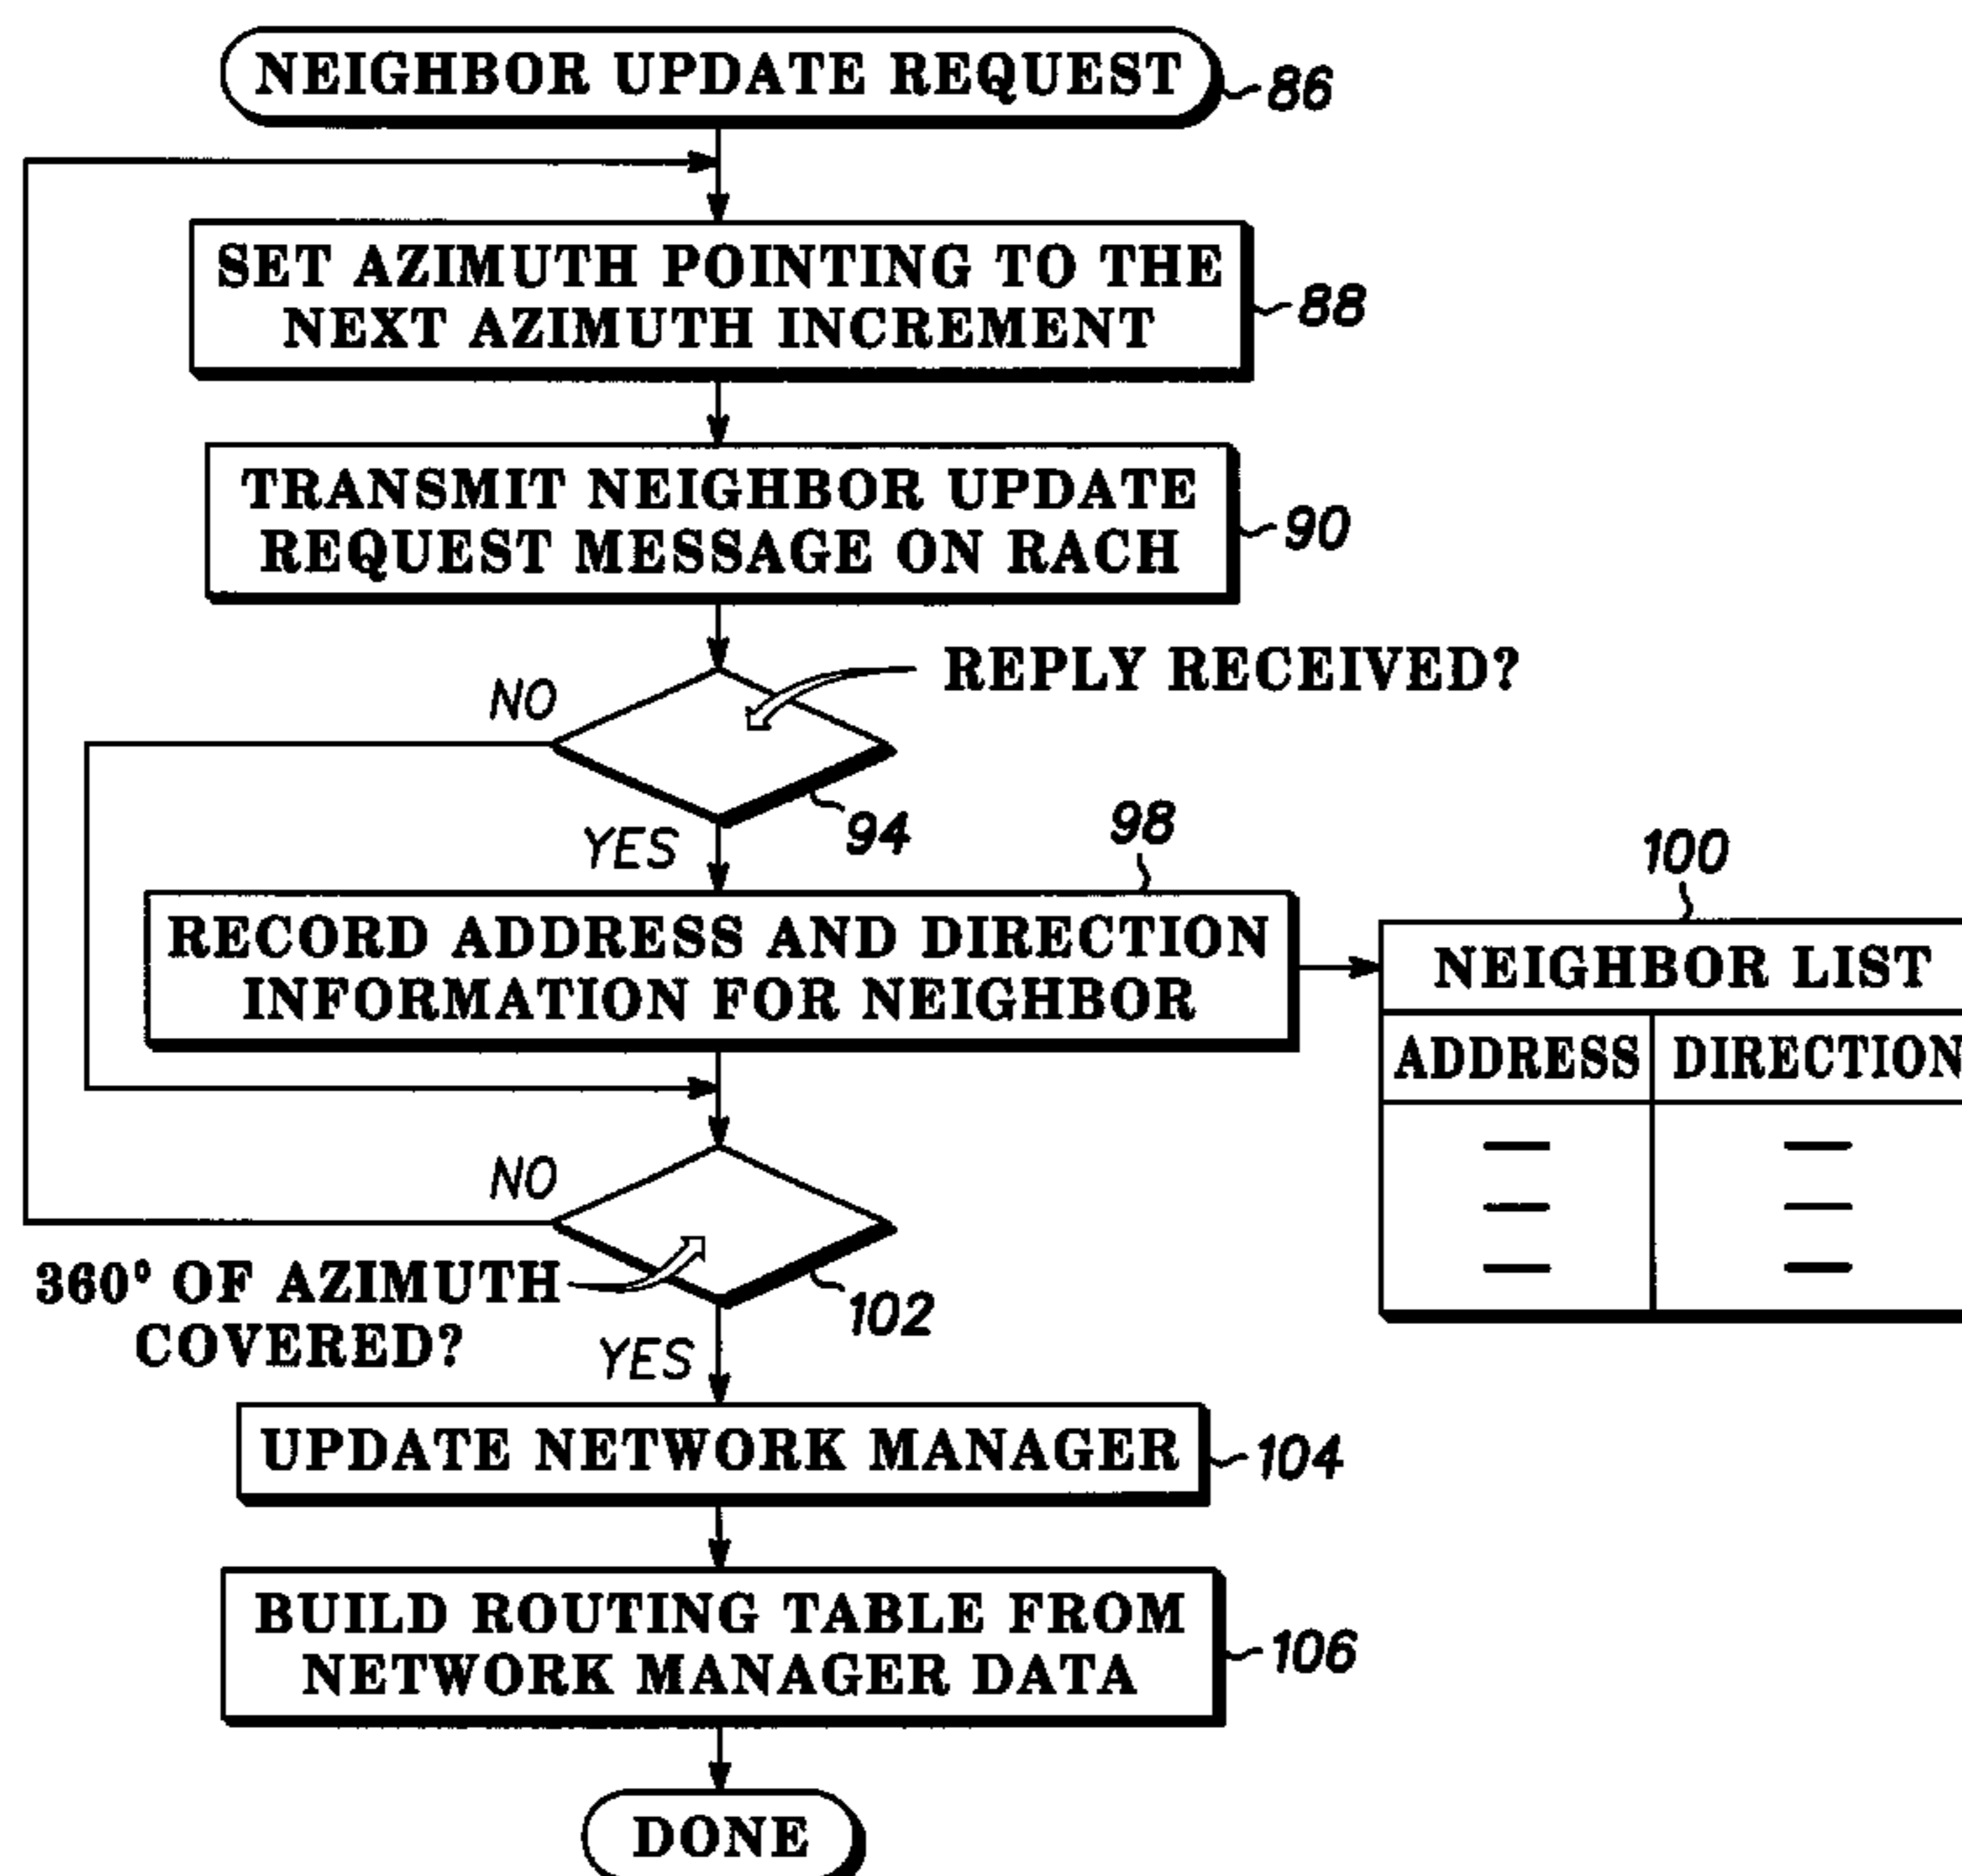 NEIGHBOR UPDATE REQUEST
86
SET AZIMUTH POINTING TO THE
NEXT AZIMUTH INCREMENT
88
TRANSMIT NEIGHBOR UPDATE
REQUEST MESSAGE ON RACH
90
REPLY RECEIVED?
NO
94
YES
98
RECORD ADDRESS AND DIRECTION
INFORMATION FOR NEIGHBOR
100
NEIGHBOR LIST
ADDRESS
DIRECTION
NO
360° OF AZIMUTH
COVERED?
102
YES
UPDATE NETWORK MANAGER
104
BUILD ROUTING TABLE FROM
NETWORK MANAGER DATA
106
DONE